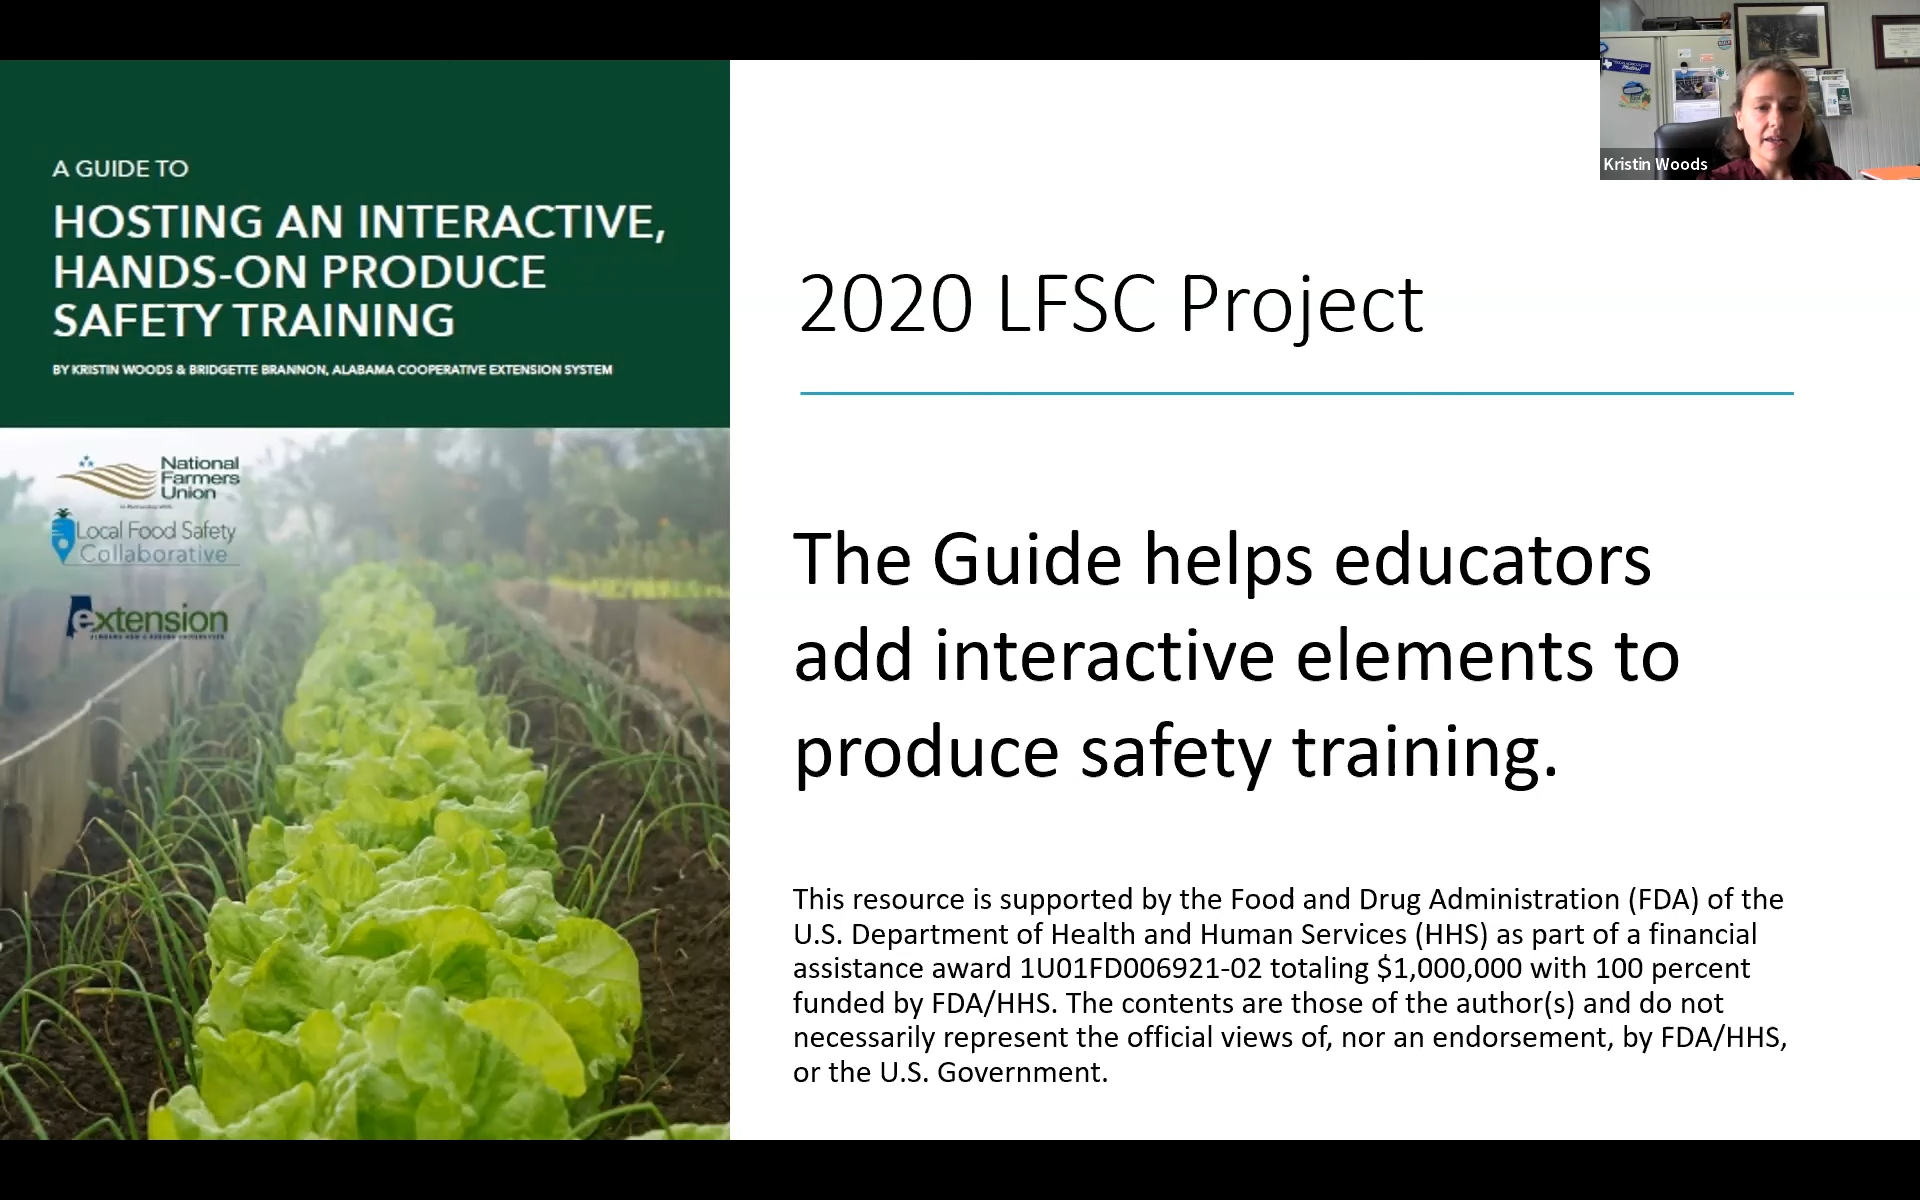 A GUIDE TO
HOSTING AN INTERACTIVE,
HANDS-ON PRODUCE
SAFETY TRAINING
BY KRISTIN WOODS & BRIDGETTE BRANNON, ALABAMA COOPERATIVE EXTENSION SYSTEM
National
Farmers
Union
Local Food Safety
Collaborative
extension
2020 LFSC Project
The Guide helps educators
add interactive elements to
produce safety training.
This resource is supported by the Food and Drug Administration (FDA) of the
U.S. Department of Health and Human Services (HHS) as part of a financial
assistance award 1U01FD006921-02 totaling $1,000,000 with 100 percent
funded by FDA/HHS. The contents are those of the author(s) and do not
necessarily represent the official views of, nor an endorsement, by FDA/HHS,
or the U.S. Government.
Kristin Woods